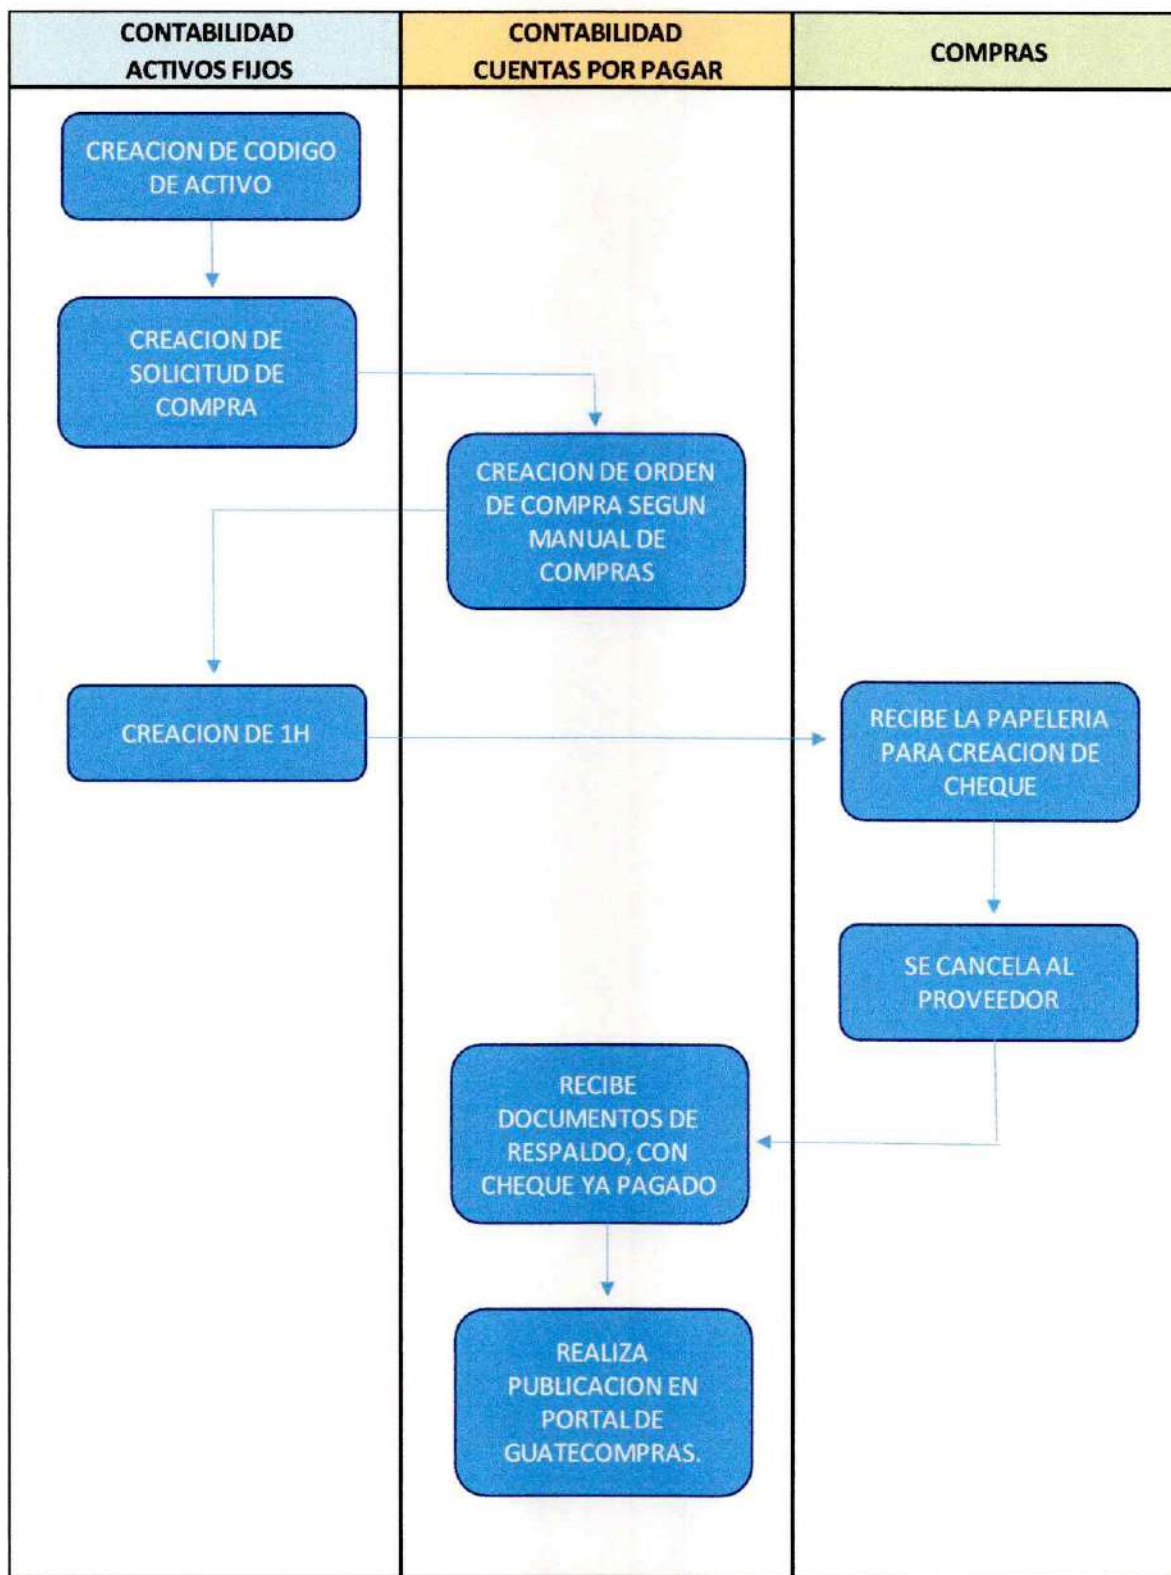 CONTABILIDAD
ACTIVOS FIJOS
CONTABILIDAD
CUENTAS POR PAGAR
COMPRAS
CREACION DE CODIGO
DE ACTIVO
CREACION DE
SOLICITUD DE
COMPRA
CREACION DE ORDEN
DE COMPRA SEGUN
MANUAL DE
COMPRAS
CREACION DE 1H
RECIBE LA PAPELERIA
PARA CREACION DE
CHEQUE
SE CANCELA AL
PROVEEDOR
RECIBE
DOCUMENTOS DE
RESPALDO, CON
CHEQUE YA PAGADO
REALIZA
PUBLICACION EN
PORTAL DE
GUATECOMPRAS.